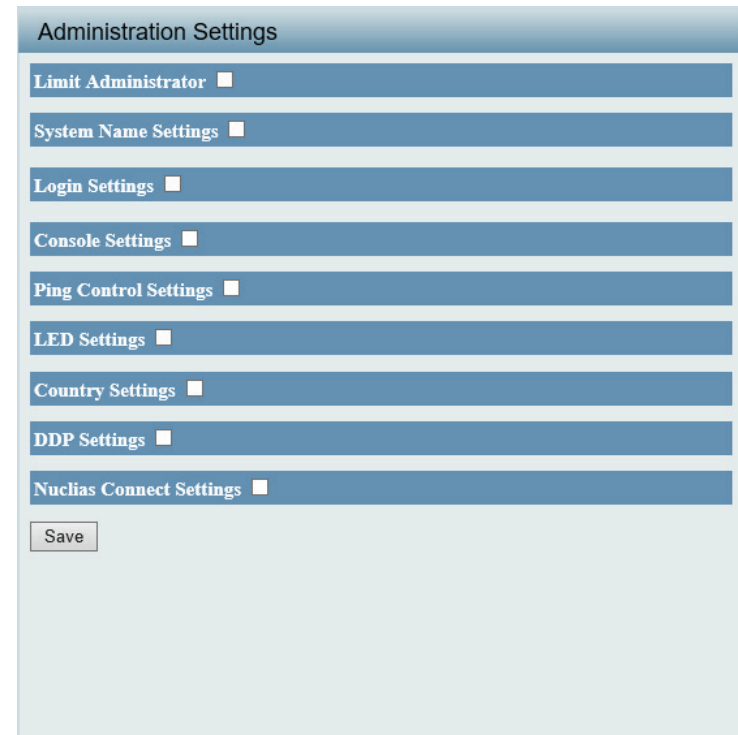 Administration Settings
Limit Administrator
System Name Settings
Login Settings
Console Settings
Ping Control Settings
LED Settings
Country Settings
DDP Settings
Nuclias Connect Settings
Save